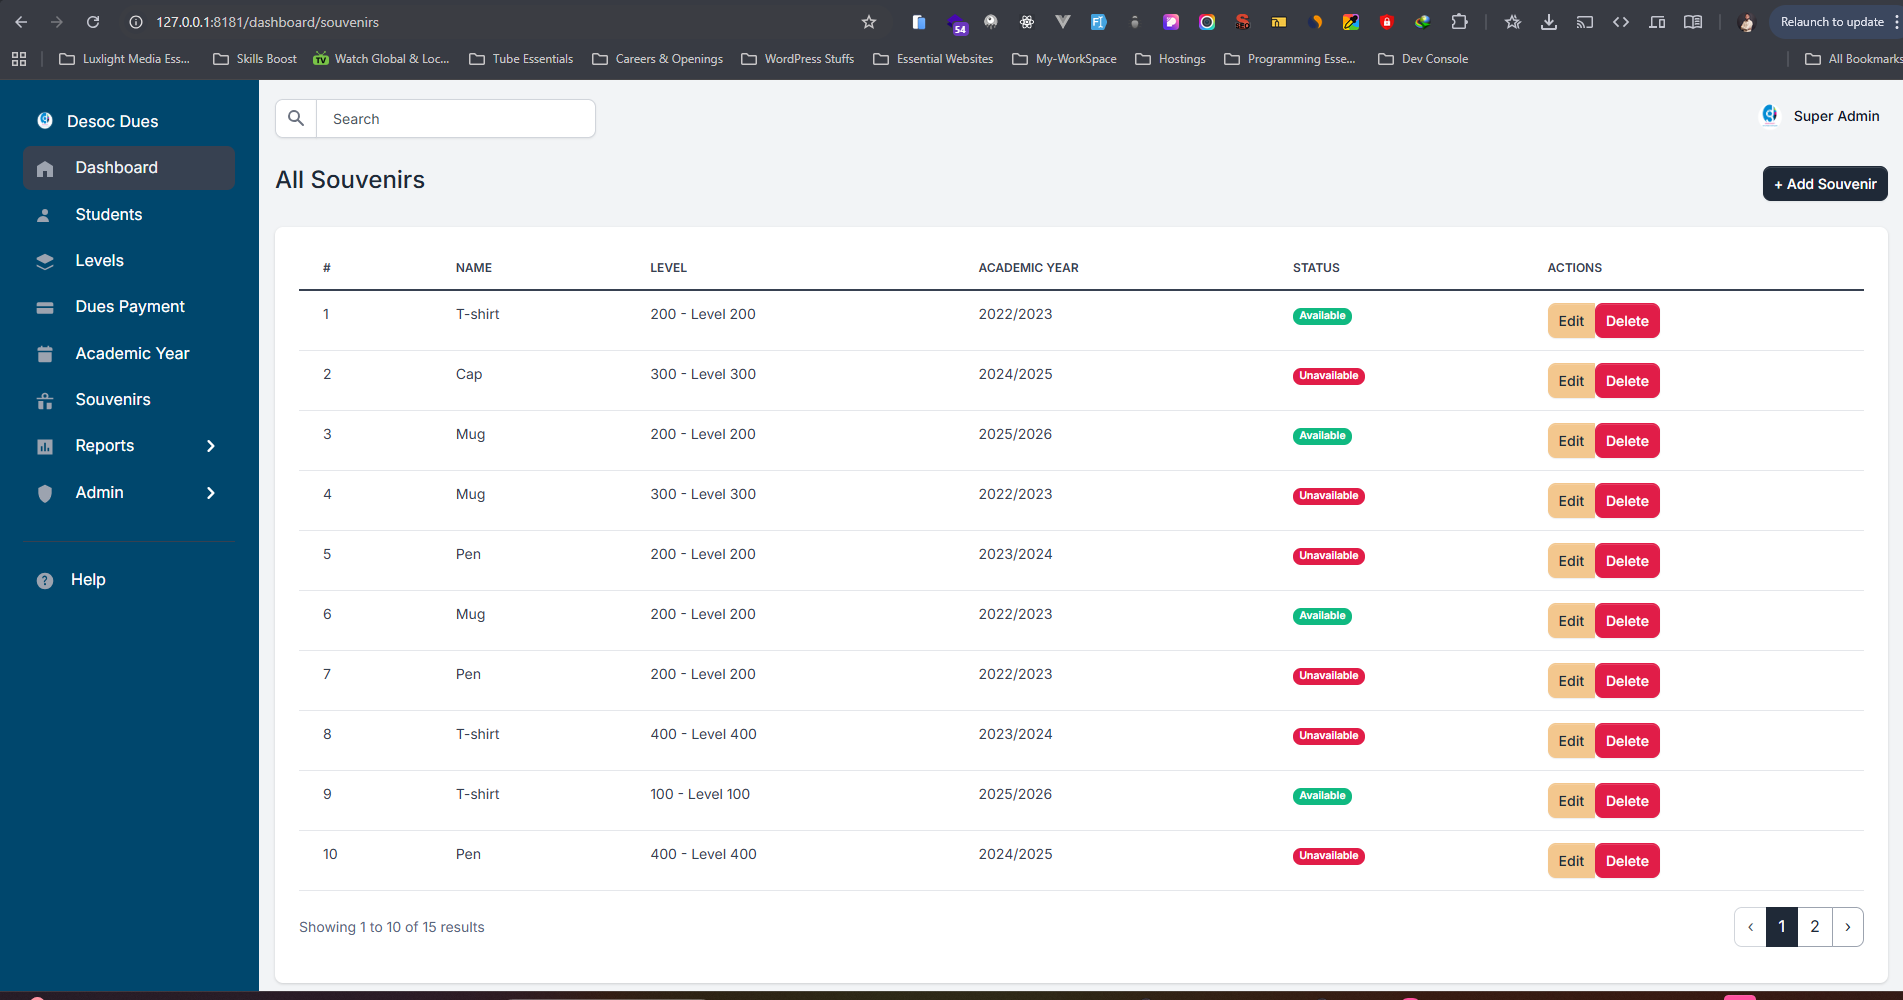 127.0.0.1:8181/dashboard/souvenirs
54
SEO
Relaunch to update
Luxlight Media Ess...
Skills Boost
TV
Watch Global & Loc...
Tube Essentials
Careers & Openings
WordPress Stuffs
Essential Websites
My-WorkSpace
Hostings
Programming Esse...
Dev Console
All Bookmarks
Desoc Dues
Dashboard
Students
Levels
Dues Payment
Academic Year
Souvenirs
Reports
Admin
Help
Search
Super Admin
All Souvenirs
+ Add Souvenir
# NAME LEVEL ACADEMIC YEAR STATUS ACTIONS
1 T-shirt 200 - Level 200 2022/2023 Available Edit Delete
2 Cap 300 - Level 300 2024/2025 Unavailable Edit Delete
3 Mug 200 - Level 200 2025/2026 Available Edit Delete
4 Mug 300 - Level 300 2022/2023 Unavailable Edit Delete
5 Pen 200 - Level 200 2023/2024 Unavailable Edit Delete
6 Mug 200 - Level 200 2022/2023 Available Edit Delete
7 Pen 200 - Level 200 2022/2023 Unavailable Edit Delete
8 T-shirt 400 - Level 400 2023/2024 Unavailable Edit Delete
9 T-shirt 100 - Level 100 2025/2026 Available Edit Delete
10 Pen 400 - Level 400 2024/2025 Unavailable Edit Delete
Showing 1 to 10 of 15 results
‹ 1 2 ›